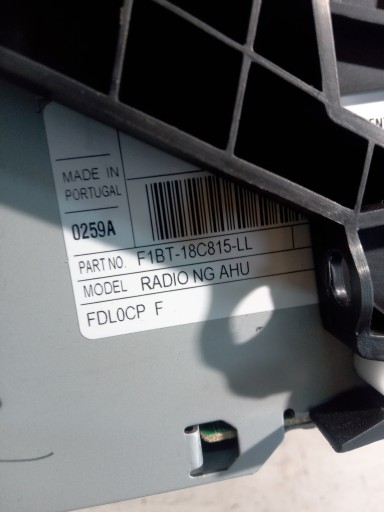 MADE IN
PORTUGAL
0259A
PART NO. F1BT-18C815-LL
MODEL RADIO NG AHU
FDL0CP F